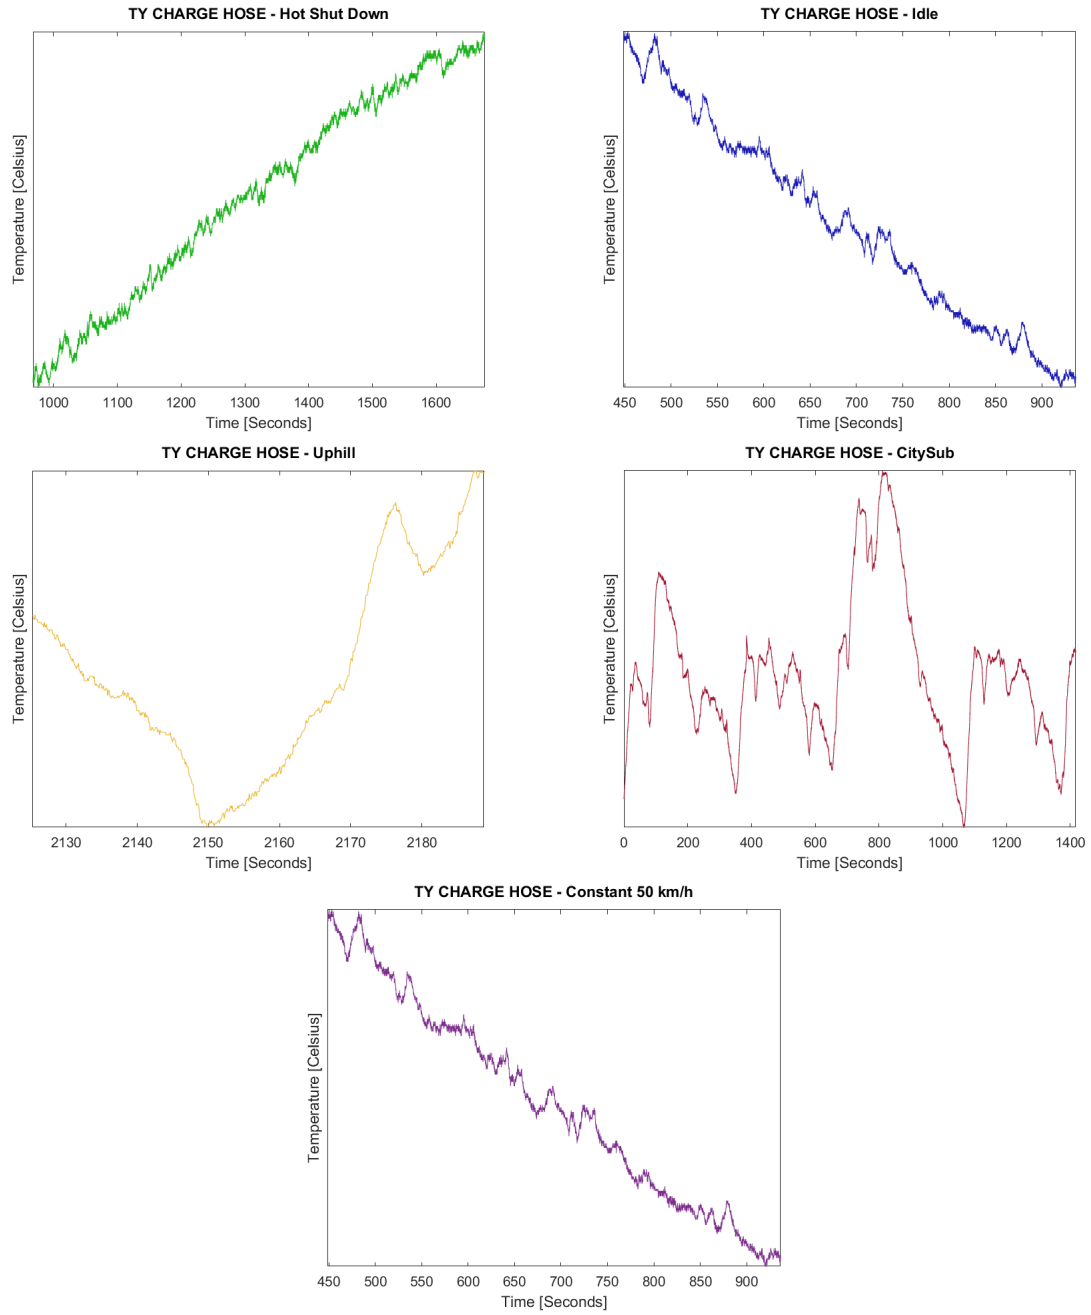 TY CHARGE HOSE - Hot Shut Down
Temperature [Celsius]
1000 1100 1200 1300 1400 1500 1600
Time [Seconds]
TY CHARGE HOSE - Idle
Temperature [Celsius]
450 500 550 600 650 700 750 800 850 900
Time [Seconds]
TY CHARGE HOSE - Uphill
Temperature [Celsius]
2130 2140 2150 2160 2170 2180
Time [Seconds]
TY CHARGE HOSE - CitySub
Temperature [Celsius]
0 200 400 600 800 1000 1200 1400
Time [Seconds]
TY CHARGE HOSE - Constant 50 km/h
Temperature [Celsius]
450 500 550 600 650 700 750 800 850 900
Time [Seconds]